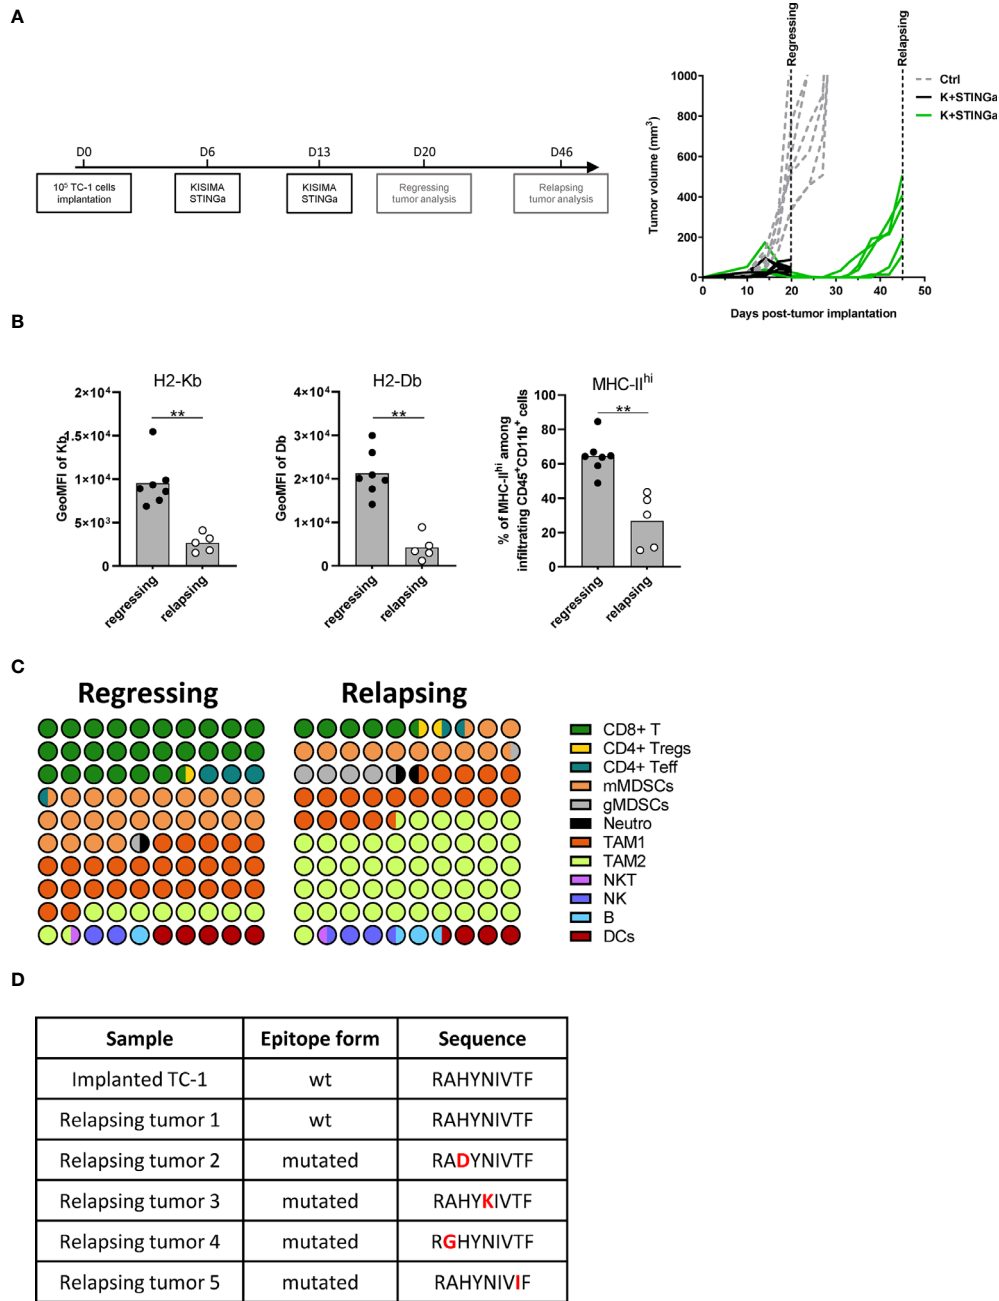 A
D0
D6
D13
D20
D46
10⁵ TC-1 cells
implantation
KISIMA
STINGa
KISIMA
STINGa
Regressing
tumor analysis
Relapsing
tumor analysis
Regressing
Relapsing
Tumor volume (mm³)
1000
800
600
400
200
0
0
10
20
30
40
50
Days post-tumor implantation
Ctrl
K+STINGa
K+STINGa
B
H2-Kb
GeoMFI of Kb
2×10⁴
1.5×10⁴
1×10⁴
5×10³
0
**
regressing
relapsing
H2-Db
GeoMFI of Db
4×10⁴
3×10⁴
2×10⁴
1×10⁴
0
**
regressing
relapsing
MHC-IIʰⁱ
% of MHC-IIʰⁱ among
infiltrating CD45⁺CD11b⁺ cells
100
80
60
40
20
0
**
regressing
relapsing
C
Regressing
Relapsing
CD8+ T
CD4+ Tregs
CD4+ Teff
mMDSCs
gMDSCs
Neutro
TAM1
TAM2
NKT
NK
B
DCs
D
Sample Epitope form Sequence
Implanted TC-1 wt RAHYNIVTF
Relapsing tumor 1 wt RAHYNIVTF
Relapsing tumor 2 mutated RADYNIVTF
Relapsing tumor 3 mutated RAHYKIVTF
Relapsing tumor 4 mutated RGHYNIVTF
Relapsing tumor 5 mutated RAHYNIVIF